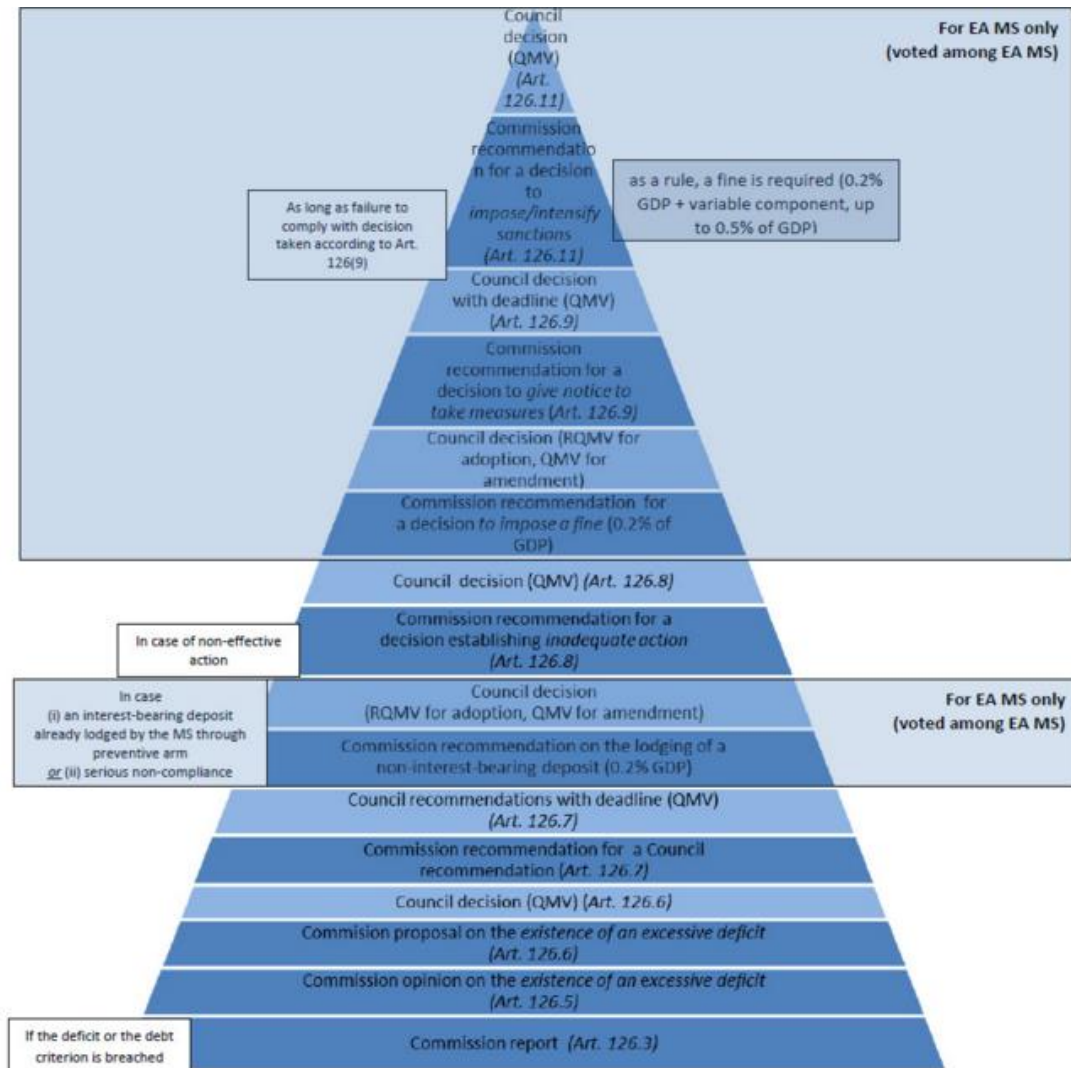 Council
decision
(QMV)
(Art.
126.11)
For EA MS only
(voted among EA MS)
Commission
recommendatio
n for a decision
to
impose/intensify
sanctions
(Art. 126.11)
as a rule, a fine is required (0.2%
GDP + variable component, up
to 0.5% of GDP)
As long as failure to
comply with decision
taken according to Art.
126(9)
Council decision
with deadline (QMV)
(Art. 126.9)
Commission
recommendation for a
decision to give notice to
take measures (Art. 126.9)
Council decision (RQMV for
adoption, QMV for
amendment)
Commission recommendation for
a decision to impose a fine (0.2% of
GDP)
Council decision (QMV) (Art. 126.8)
In case of non-effective
action
Commission recommendation for a
decision establishing inadequate action
(Art. 126.8)
In case
(i) an interest-bearing deposit
already lodged by the MS through
preventive arm
or (ii) serious non-compliance
Council decision
(RQMV for adoption, QMV for amendment)
For EA MS only
(voted among EA MS)
Commission recommendation on the lodging of a
non-interest-bearing deposit (0.2% GDP)
Council recommendations with deadline (QMV)
(Art. 126.7)
Commission recommendation for a Council
recommendation (Art. 126.7)
Council decision (QMV) (Art. 126.6)
Commision proposal on the existence of an excessive deficit
(Art. 126.6)
Commission opinion on the existence of an excessive deficit
(Art. 126.5)
If the deficit or the debt
criterion is breached
Commission report (Art. 126.3)